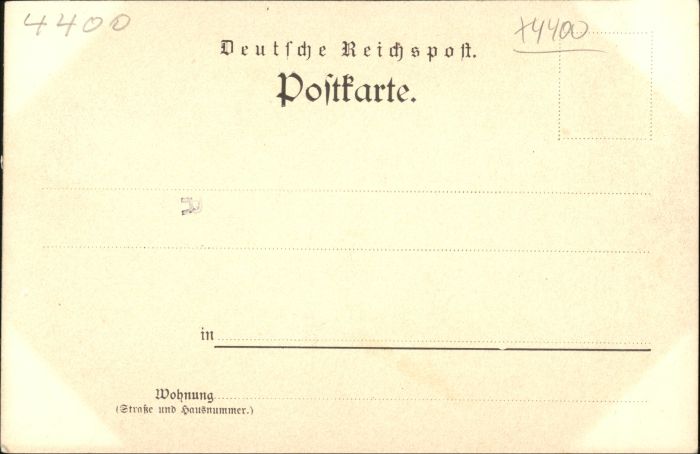 4400
+4400
Deutſche Reichspoſt.
Poſtkarte.
in
Wohnung
(Straße und Hausnummer.)